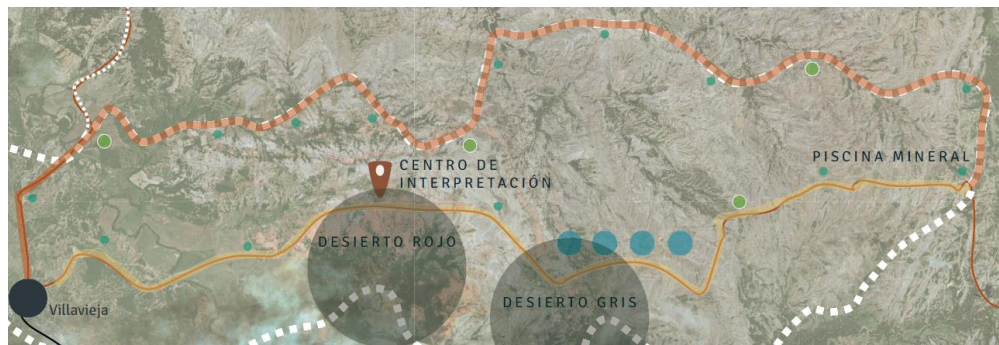 PISCINA MINERAL
CENTRO DE
INTERPRETACIÓN
DESIERTO ROJO
DESIERTO GRIS
Villavieja